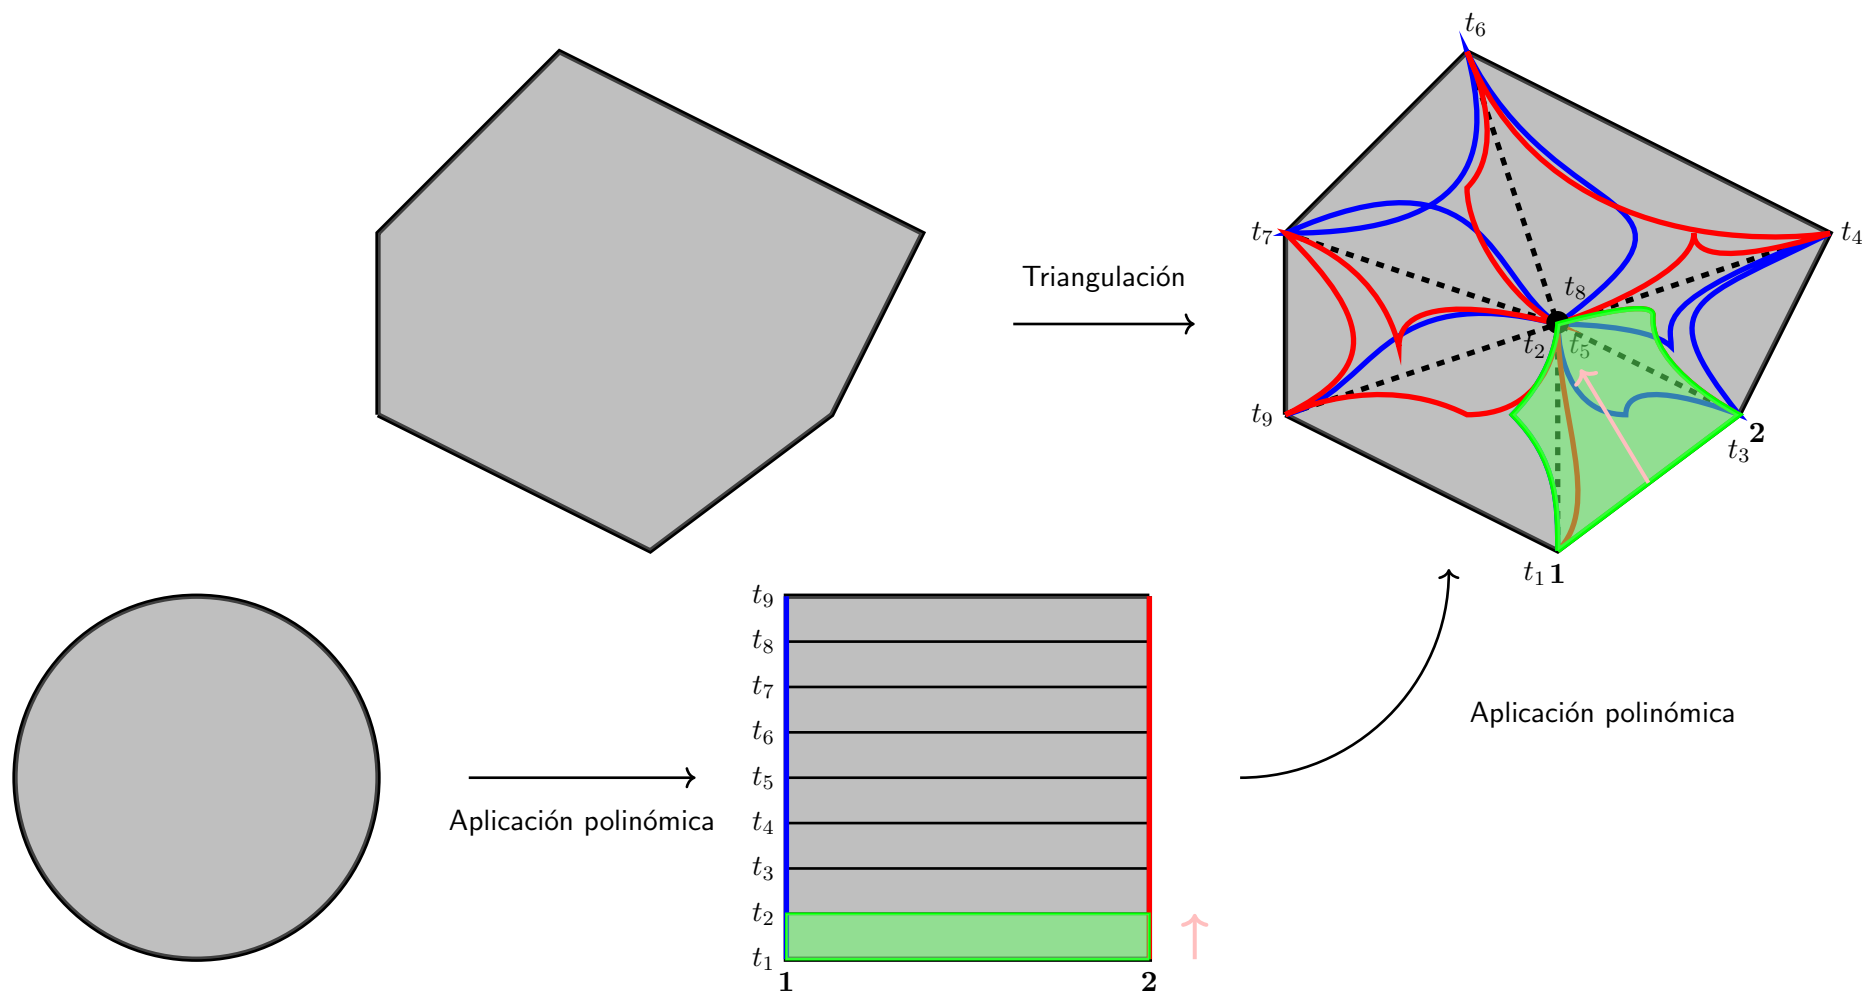 t6
t7
t4
Triangulación
t8
t2
t5
t9
2
t3
t1 1
t9
t8
t7
t6
t5
t4
t3
t2
t1
1
2
Aplicación polinómica
Aplicación polinómica